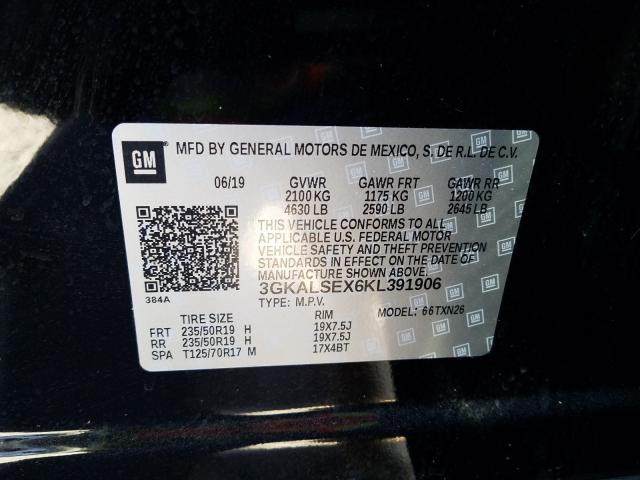 GM MFD BY GENERAL MOTORS DE MEXICO, S. DE R.L. DE C.V.
06/19 GVWR GAWR FRT GAWR RR
2100 KG 1175 KG 1200 KG
4630 LB 2590 LB 2645 LB
THIS VEHICLE CONFORMS TO ALL
APPLICABLE U.S. FEDERAL MOTOR
VEHICLE SAFETY AND THEFT PREVENTION
STANDARDS IN EFFECT ON THE DATE OF
MANUFACTURE SHOWN ABOVE.
3GKALSEX6KL391906
384A TYPE: M.P.V. MODEL: 66TXN26
TIRE SIZE RIM
FRT 235/50R19 H 19X7.5J
RR 235/50R19 H 19X7.5J
SPA T125/70R17 M 17X4BT